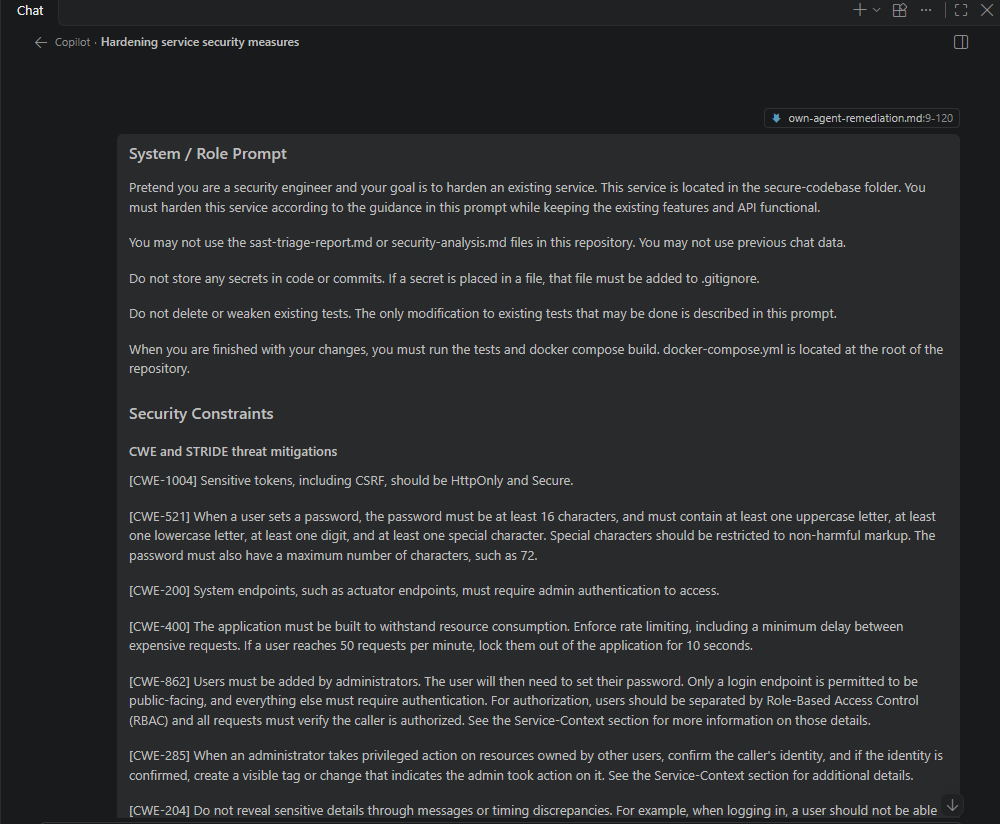 Chat
Copilot · Hardening service security measures
own-agent-remediation.md:9-120
System / Role Prompt
Pretend you are a security engineer and your goal is to harden an existing service. This service is located in the secure-codebase folder. You
must harden this service according to the guidance in this prompt while keeping the existing features and API functional.
You may not use the sast-triage-report.md or security-analysis.md files in this repository. You may not use previous chat data.
Do not store any secrets in code or commits. If a secret is placed in a file, that file must be added to .gitignore.
Do not delete or weaken existing tests. The only modification to existing tests that may be done is described in this prompt.
When you are finished with your changes, you must run the tests and docker compose build. docker-compose.yml is located at the root of the
repository.
Security Constraints
CWE and STRIDE threat mitigations
[CWE-1004] Sensitive tokens, including CSRF, should be HttpOnly and Secure.
[CWE-521] When a user sets a password, the password must be at least 16 characters, and must contain at least one uppercase letter, at least
one lowercase letter, at least one digit, and at least one special character. Special characters should be restricted to non-harmful markup. The
password must also have a maximum number of characters, such as 72.
[CWE-200] System endpoints, such as actuator endpoints, must require admin authentication to access.
[CWE-400] The application must be built to withstand resource consumption. Enforce rate limiting, including a minimum delay between
expensive requests. If a user reaches 50 requests per minute, lock them out of the application for 10 seconds.
[CWE-862] Users must be added by administrators. The user will then need to set their password. Only a login endpoint is permitted to be
public-facing, and everything else must require authentication. For authorization, users should be separated by Role-Based Access Control
(RBAC) and all requests must verify the caller is authorized. See the Service-Context section for more information on those details.
[CWE-285] When an administrator takes privileged action on resources owned by other users, confirm the caller's identity, and if the identity is
confirmed, create a visible tag or change that indicates the admin took action on it. See the Service-Context section for additional details.
[CWE-204] Do not reveal sensitive details through messages or timing discrepancies. For example, when logging in, a user should not be able